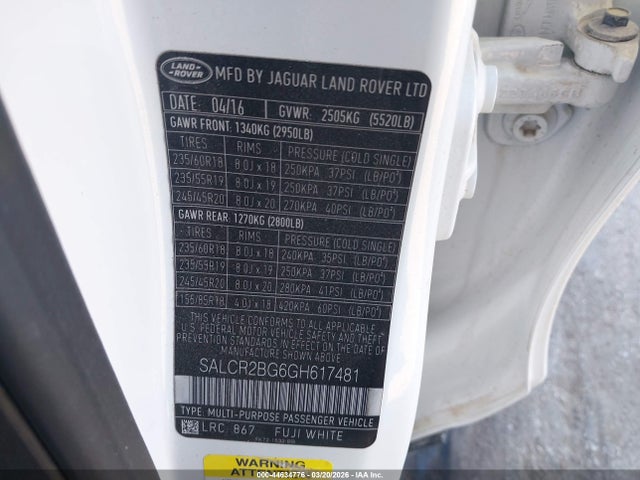 LAND ROVER
MFD BY JAGUAR LAND ROVER LTD
DATE: 04/16 GVWR: 2505KG (5520LB)
GAWR FRONT: 1340KG (2950LB)
TIRES RIMS PRESSURE (COLD SINGLE)
235/60R18 8.0J x 18 250KPA 37PSI (LB/PO²)
235/55R19 8.0J x 19 250KPA 37PSI (LB/PO²)
245/45R20 8.0J x 20 270KPA 40PSI (LB/PO²)
GAWR REAR: 1270KG (2800LB)
TIRES RIMS PRESSURE (COLD SINGLE)
235/60R18 8.0J x 18 240KPA 35PSI (LB/PO²)
235/55R19 8.0J x 19 250KPA 37PSI (LB/PO²)
245/45R20 8.0J x 20 280KPA 41PSI (LB/PO²)
155/85R18 4.0J x 18 420KPA 60PSI (LB/PO²)
THIS VEHICLE CONFORMS TO ALL APPLICABLE
U.S. FEDERAL MOTOR VEHICLE SAFETY AND THEFT
PREVENTION STANDARDS IN EFFECT ON THE DATE
OF MANUFACTURE SHOWN ABOVE.
SALCR2BG6GH617481
TYPE: MULTI-PURPOSE PASSENGER VEHICLE
LRC. 867 FUJI WHITE
WARNING
IAA Holdings, LLC -- 44634776 -- 03/20/2026 -- COPYRIGHT